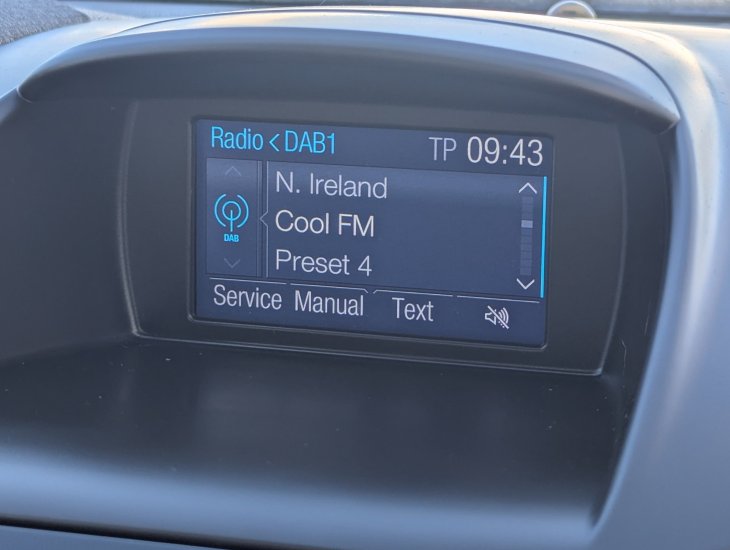 Radio < DAB1 TP 09:43
N. Ireland
DAB Cool FM
Preset 4
Service Manual Text